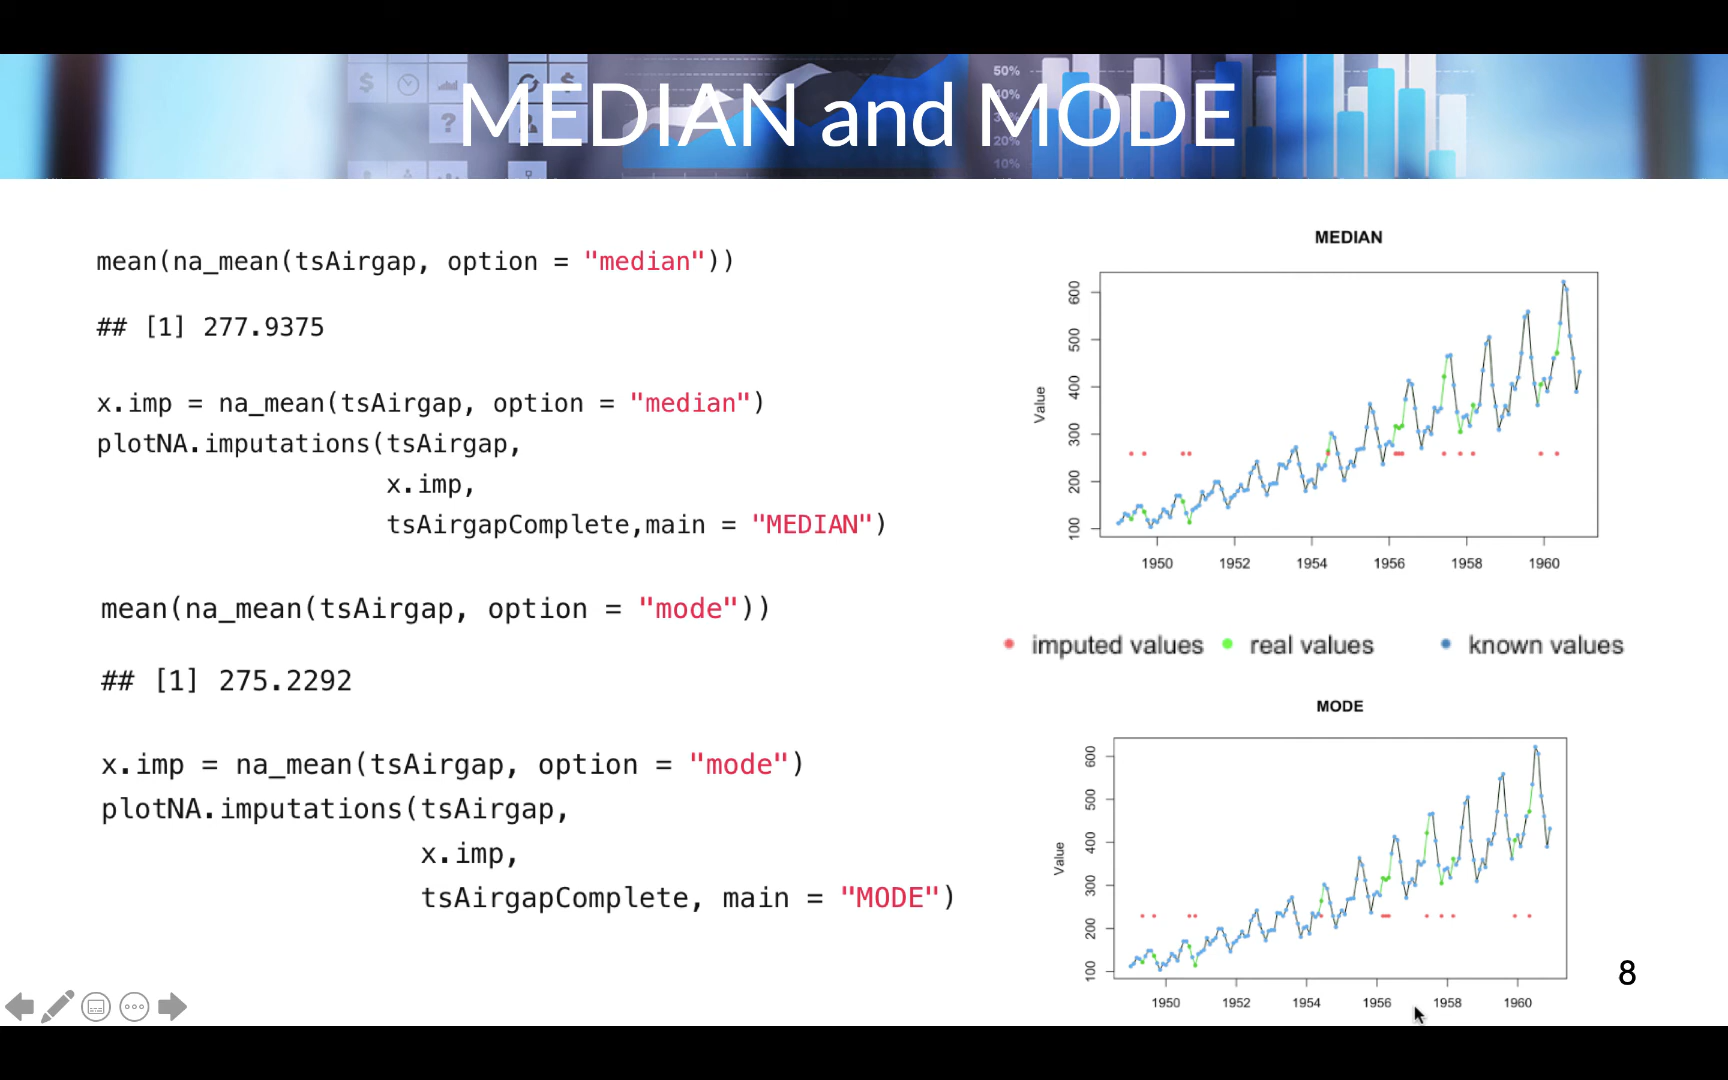 MEDIAN and MODE
$
$
?
50%
40%
20%
10%
mean(na_mean(tsAirgap, option = "median"))
## [1] 277.9375
x.imp = na_mean(tsAirgap, option = "median")
plotNA.imputations(tsAirgap,
x.imp,
tsAirgapComplete,main = "MEDIAN")
mean(na_mean(tsAirgap, option = "mode"))
## [1] 275.2292
x.imp = na_mean(tsAirgap, option = "mode")
plotNA.imputations(tsAirgap,
x.imp,
tsAirgapComplete, main = "MODE")
MEDIAN
Value
600
500
400
300
200
100
1950 1952 1954 1956 1958 1960
imputed values real values known values
MODE
Value
600
500
400
300
200
100
1950 1952 1954 1956 1958 1960
8